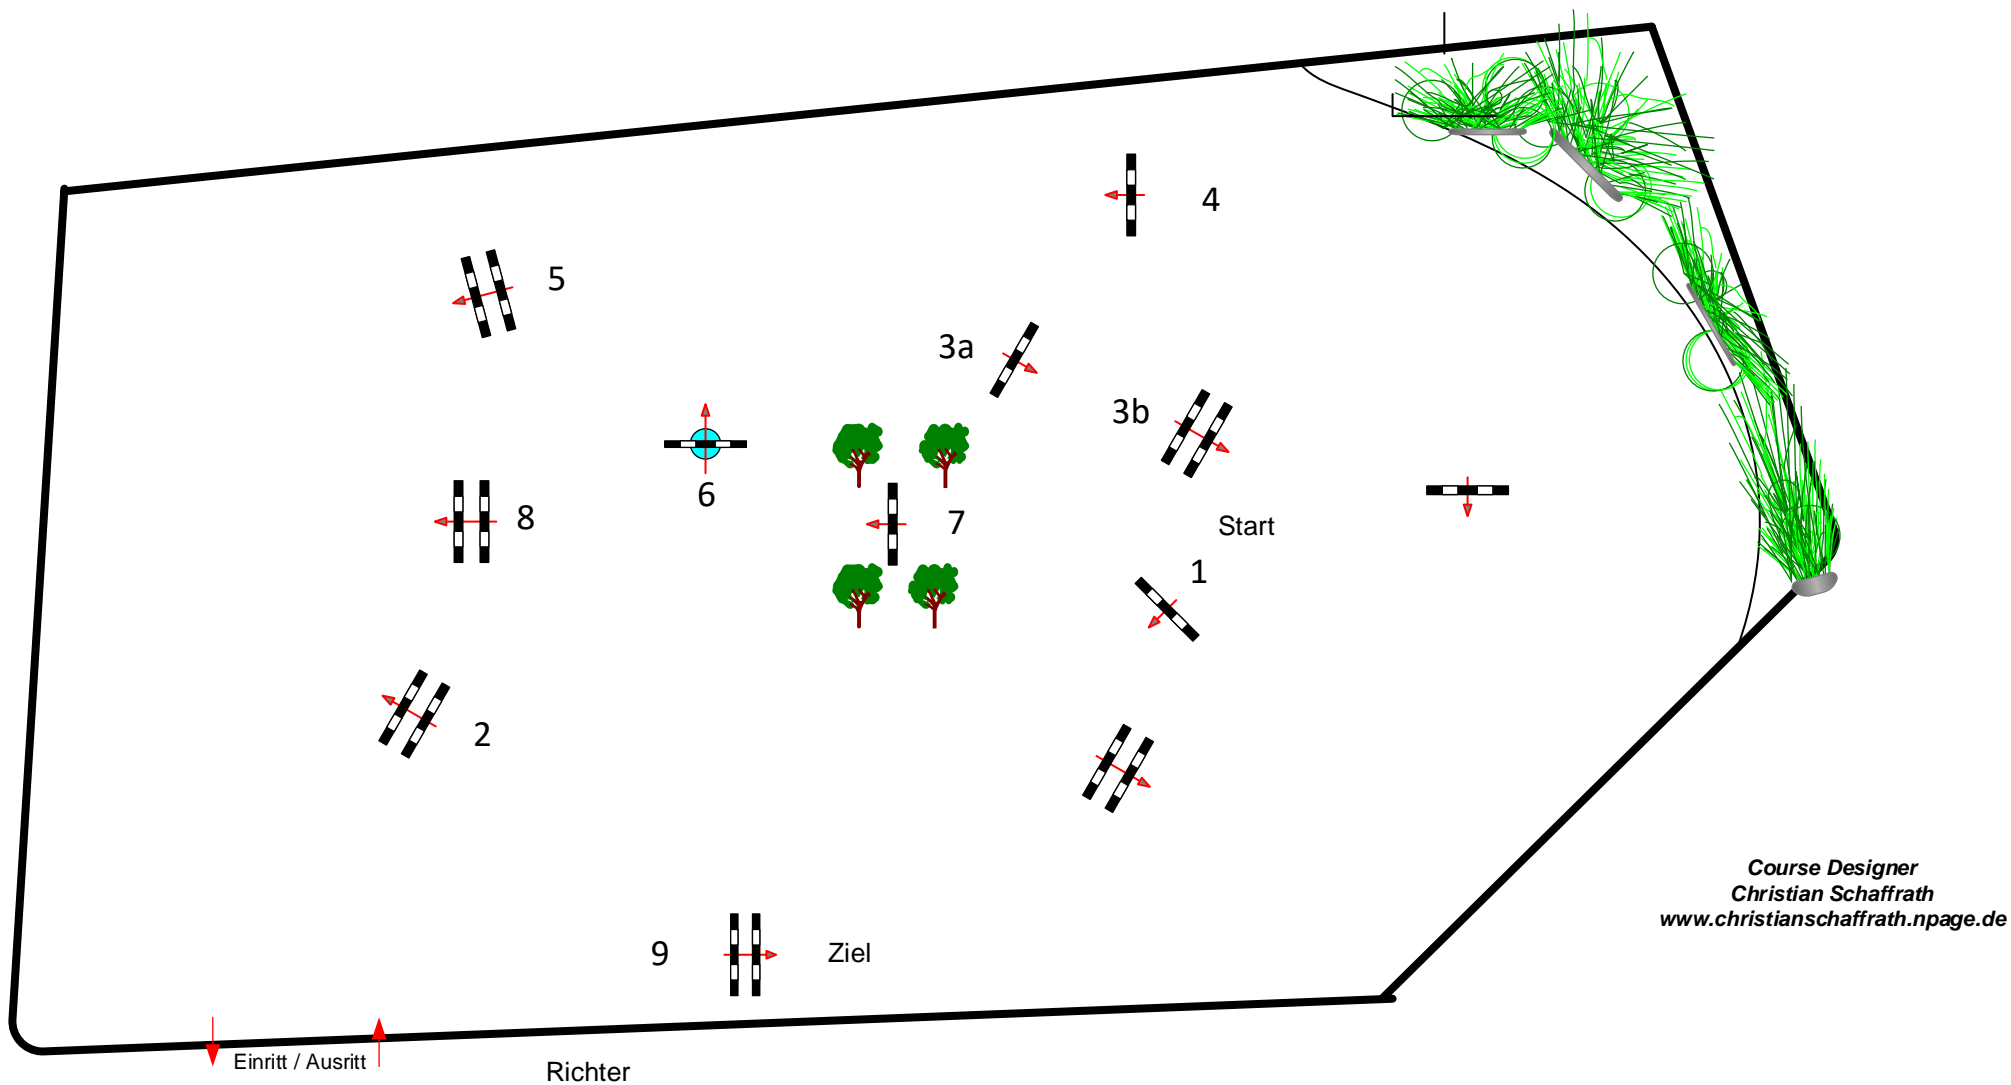 4
5
3a
3b
6
8
7
Start
1
2
Course Designer
Christian Schaffrath
www.christianschaffrath.npage.de
9
Ziel
Einritt / Ausritt
Richter